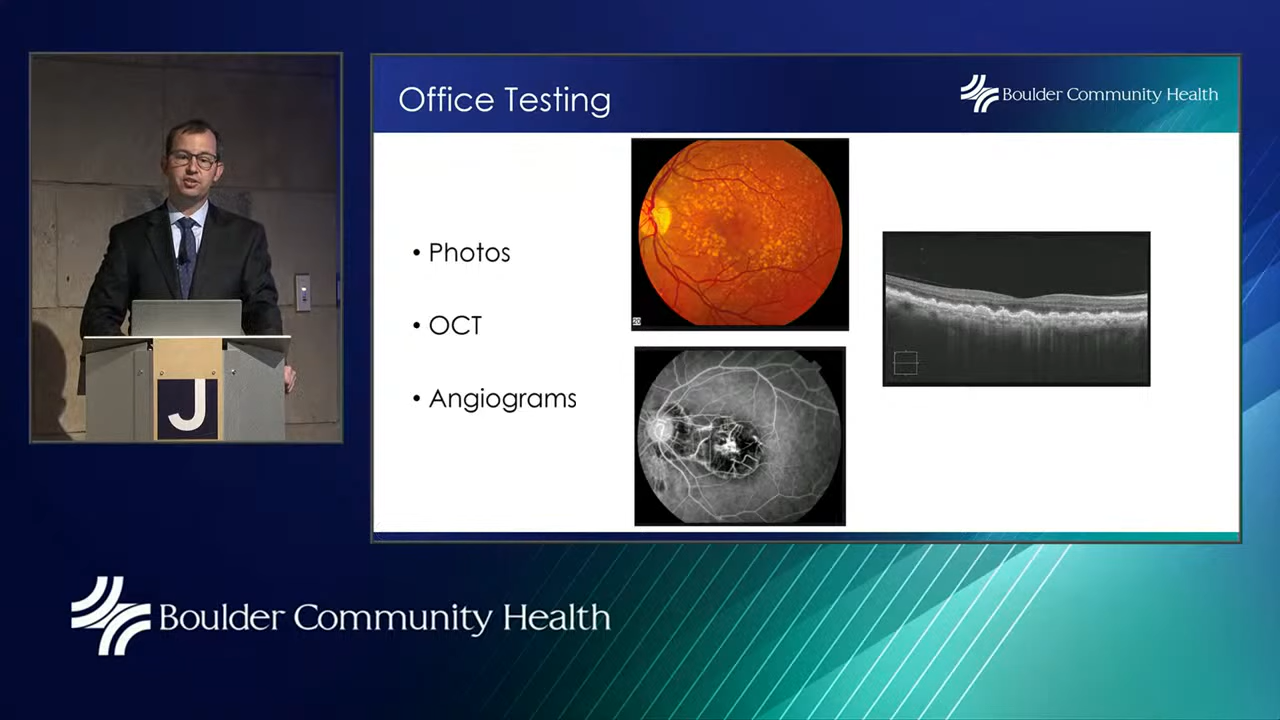 Office Testing
Boulder Community Health
• Photos
• OCT
• Angiograms
J
Boulder Community Health